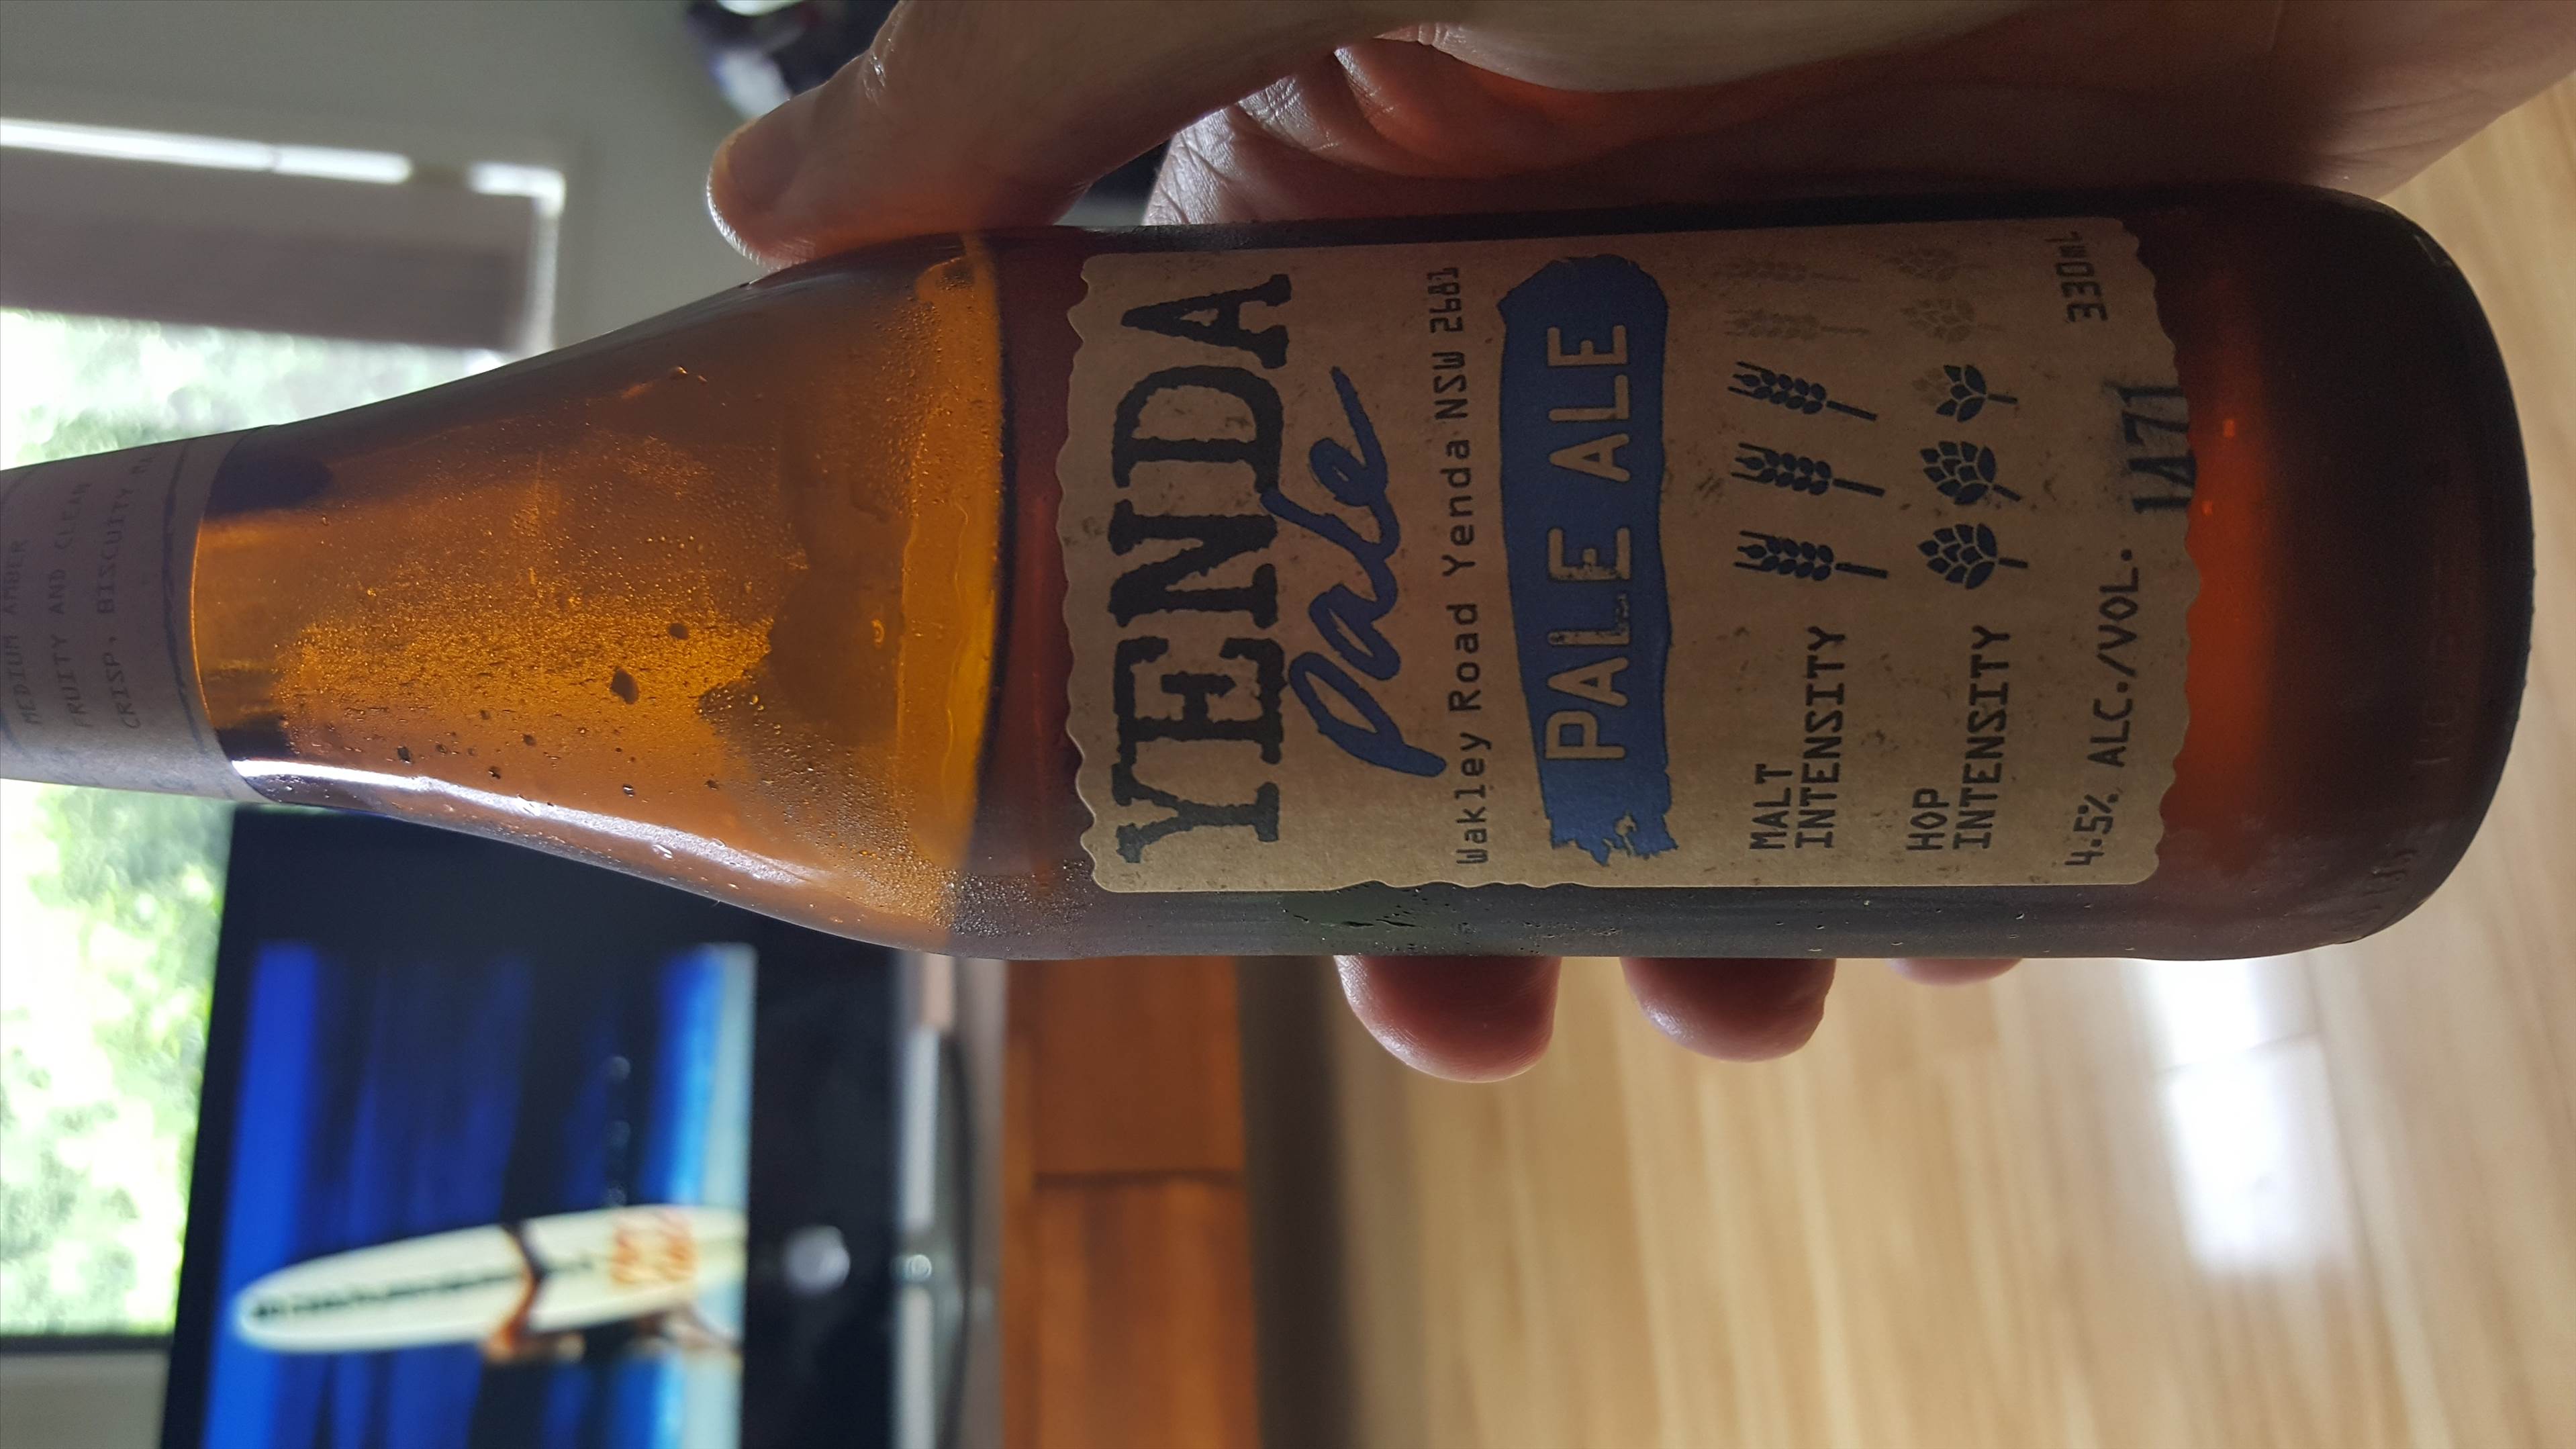 MEDIUM AMBER
FRUITY AND CLEAN
CRISP, BISCUITY
YENDA
Pale
Wakley Road Yenda NSW 2681
PALE ALE
MALT
INTENSITY
HOP
INTENSITY
4.5% ALC./VOL.
330mL
1471